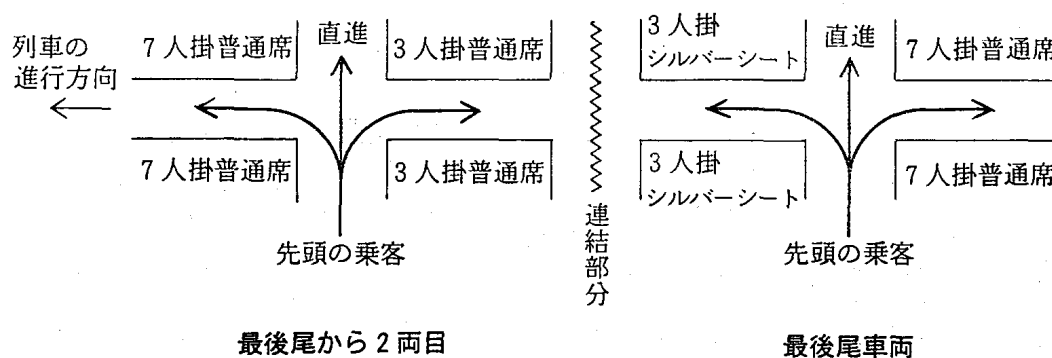 列車の
進行方向
7人掛普通席
直進
3人掛普通席
7人掛普通席
3人掛普通席
先頭の乗客
最後尾から2両目
連結部分
3人掛
シルバーシート
直進
7人掛普通席
3人掛
シルバーシート
7人掛普通席
先頭の乗客
最後尾車両